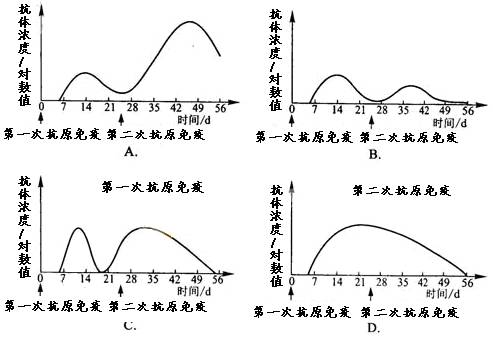 抗体浓度/对数值
0 7 14 21 28 35 42 49 56
时间/d
第一次抗原免疫 第二次抗原免疫
A.
抗体浓度/对数值
0 7 14 21 28 35 42 49 56
时间/d
第一次抗原免疫 第二次抗原免疫
B.
第一次抗原免疫
抗体浓度/对数值
0 7 14 21 28 35 42 49 56
时间/d
第一次抗原免疫 第二次抗原免疫
C.
第二次抗原免疫
抗体浓度/对数值
0 7 14 21 28 35 42 49 56
时间/d
第一次抗原免疫 第二次抗原免疫
D.